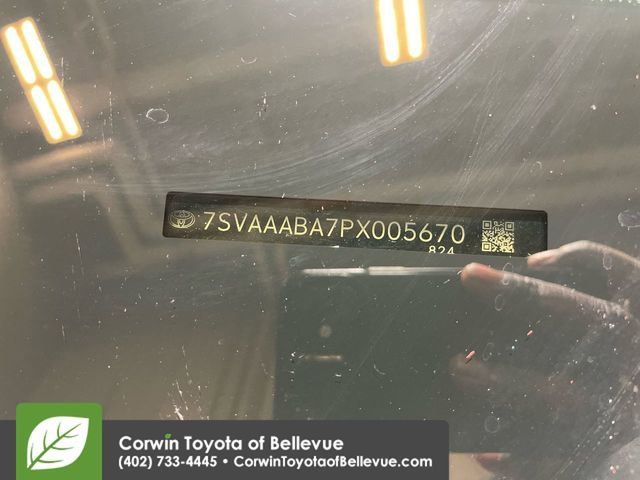 7SVAAABA7PX005670
824
Corwin Toyota of Bellevue
(402) 733-4445 • CorwinToyotaofBellevue.com